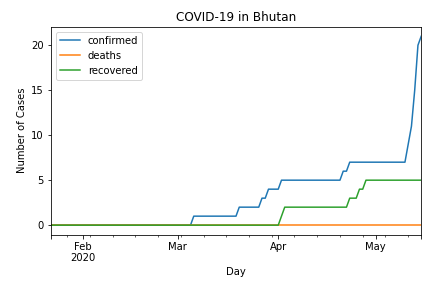 COVID-19 in Bhutan
confirmed
deaths
recovered
Number of Cases
20
15
10
5
0
Feb
2020
Mar
Apr
May
Day